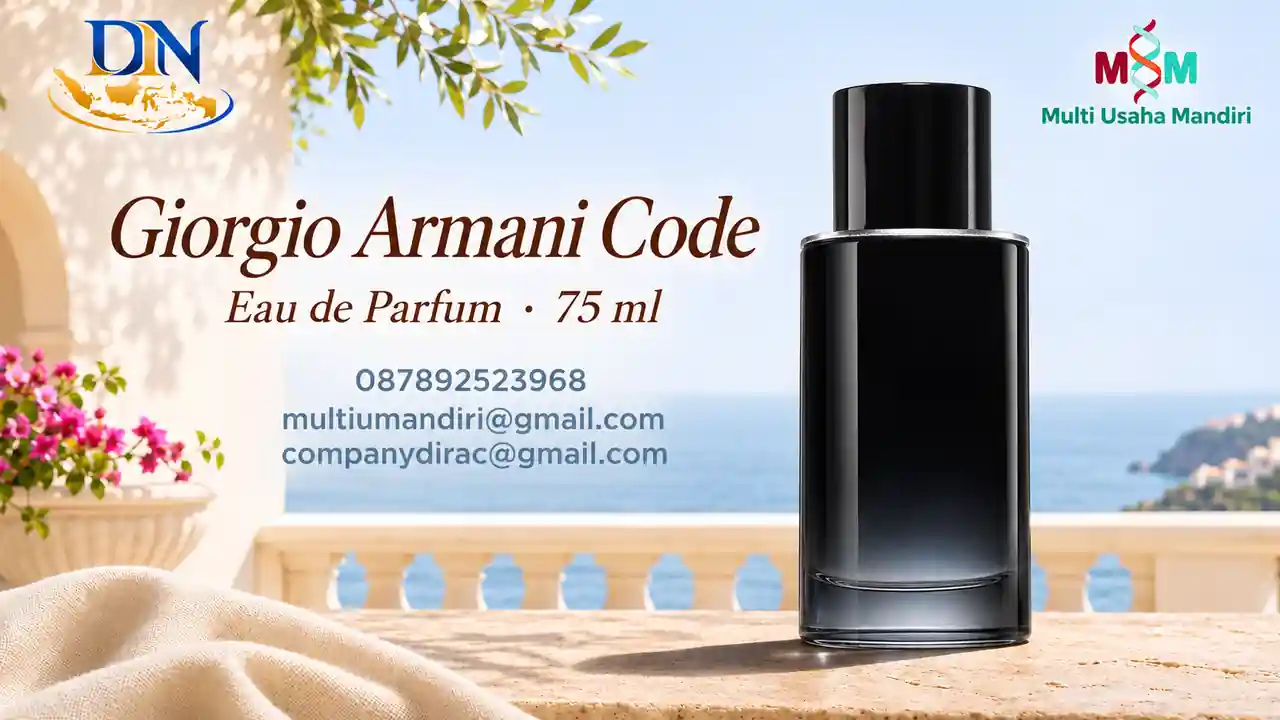 DN
MSM
Multi Usaha Mandiri
Giorgio Armani Code
Eau de Parfum · 75 ml
087892523968
multiumandiri@gmail.com
companydirac@gmail.com